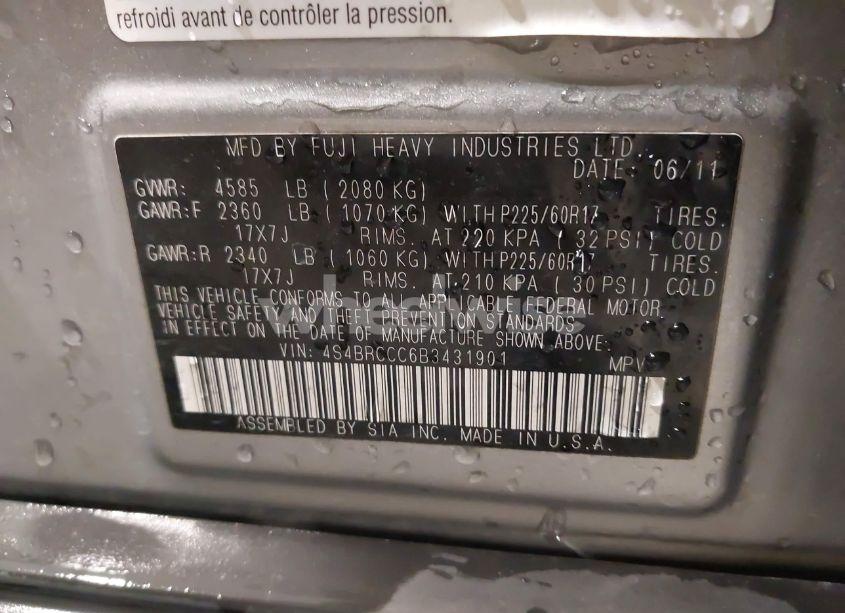 refroidi avant de contrôler la pression.
MFD BY FUJI HEAVY INDUSTRIES LTD.
DATE 06/11
GVWR: 4585 LB ( 2080 KG)
GAWR:F 2360 LB ( 1070 KG) WITH P225/60R17 TIRES.
17X7J RIMS. AT 220 KPA ( 32 PSI) COLD
GAWR:R 2340 LB ( 1060 KG) WITH P225/60R17 TIRES.
17X7J RIMS. AT 210 KPA ( 30 PSI) COLD
THIS VEHICLE CONFORMS TO ALL APPLICABLE FEDERAL MOTOR
VEHICLE SAFETY AND THEFT PREVENTION STANDARDS
IN EFFECT ON THE DATE OF MANUFACTURE SHOWN ABOVE.
VIN: 4S4BRCCC6B3431901 MPV
ASSEMBLED BY SIA INC. MADE IN U.S.A.
wheelwise